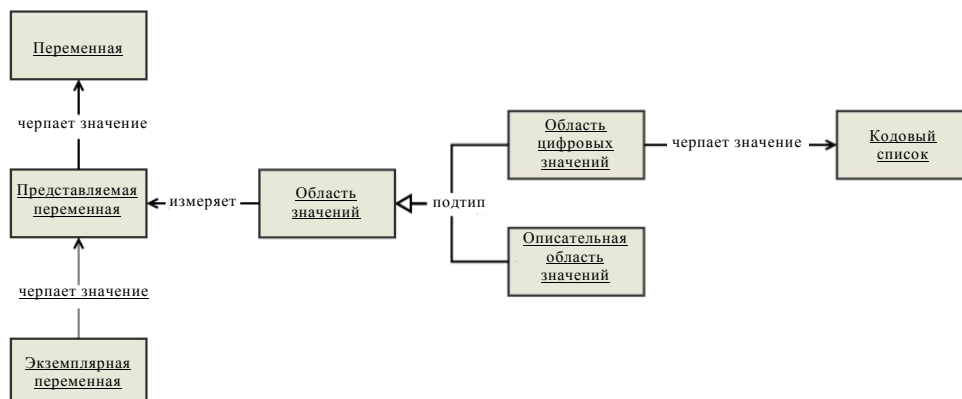 Переменная
черпает значение
Представляемая
переменная
измеряет
Область
значений
подтип
Область
цифровых
значений
черпает значение
Кодовый
список
Описательная
область
значений
черпает значение
Экземплярная
переменная